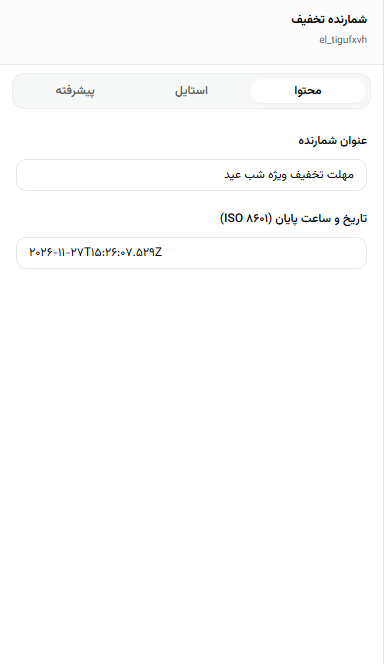 شمارنده تخفیف
el_tigufxvh
محتوا استایل پیشرفته
عنوان شمارنده
مهلت تخفیف ویژه شب عید
تاریخ و ساعت پایان (ISO ۸۶۰۱)
۲۰۲۶-۱۱-۲۷T۱۵:۲۶:۰۷.۵۲۹Z